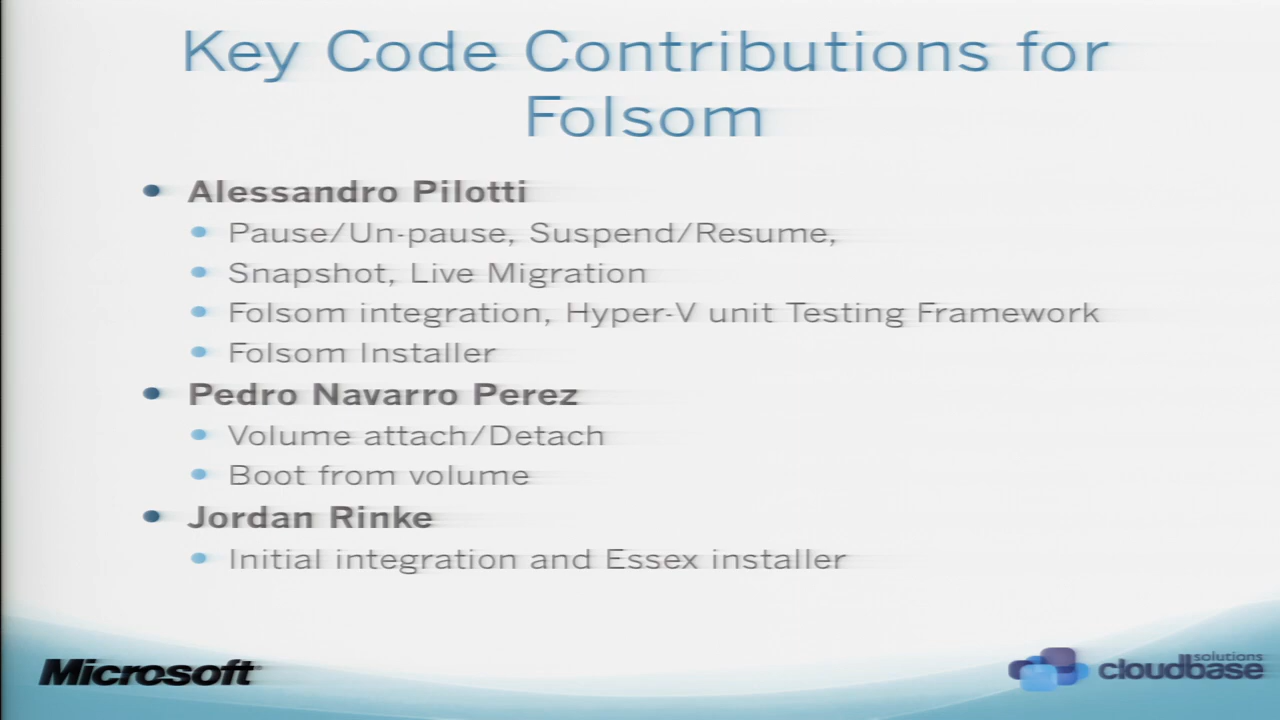 Key Code Contributions for
Folsom
Alessandro Pilotti
Pause/Un-pause, Suspend/Resume,
Snapshot, Live Migration
Folsom integration, Hyper-V unit Testing Framework
Folsom Installer
Pedro Navarro Perez
Volume attach/Detach
Boot from volume
Jordan Rinke
Initial integration and Essex installer
Microsoft
solutions
cloudbase